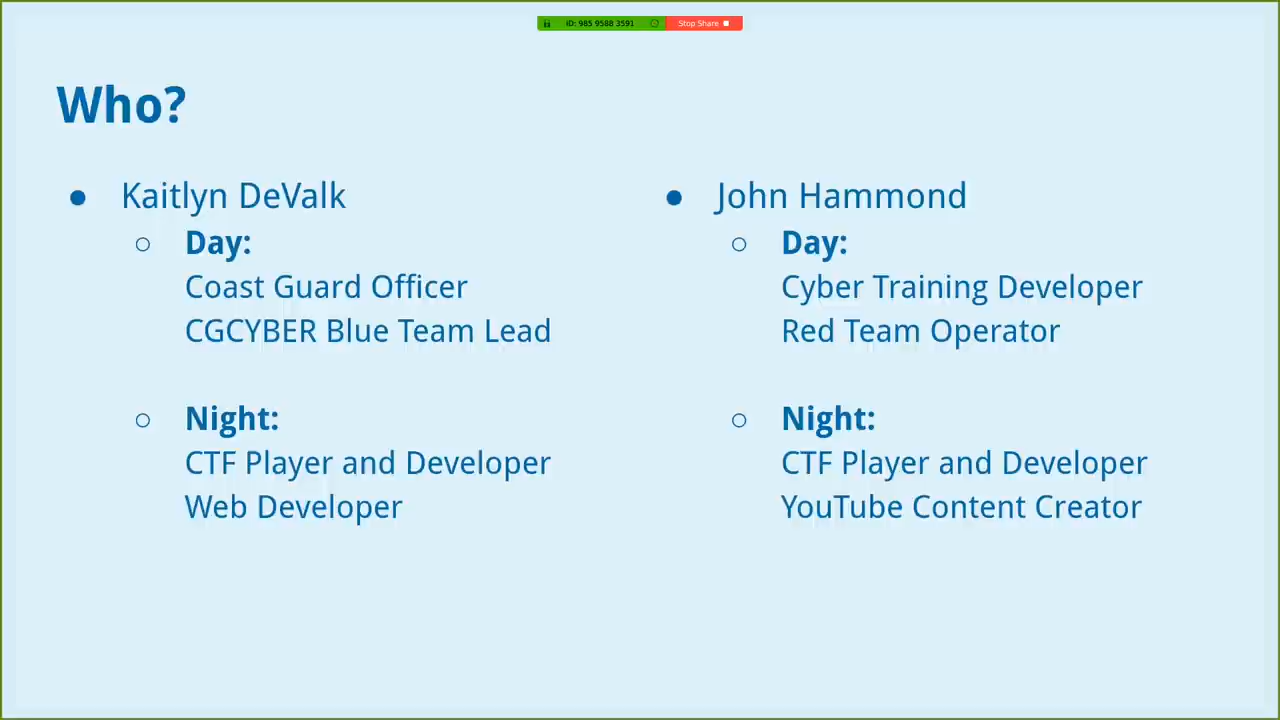 ID: 985 9588 3591
Stop Share
Who?
Kaitlyn DeValk
Day:
Coast Guard Officer
CGCYBER Blue Team Lead
Night:
CTF Player and Developer
Web Developer
John Hammond
Day:
Cyber Training Developer
Red Team Operator
Night:
CTF Player and Developer
YouTube Content Creator